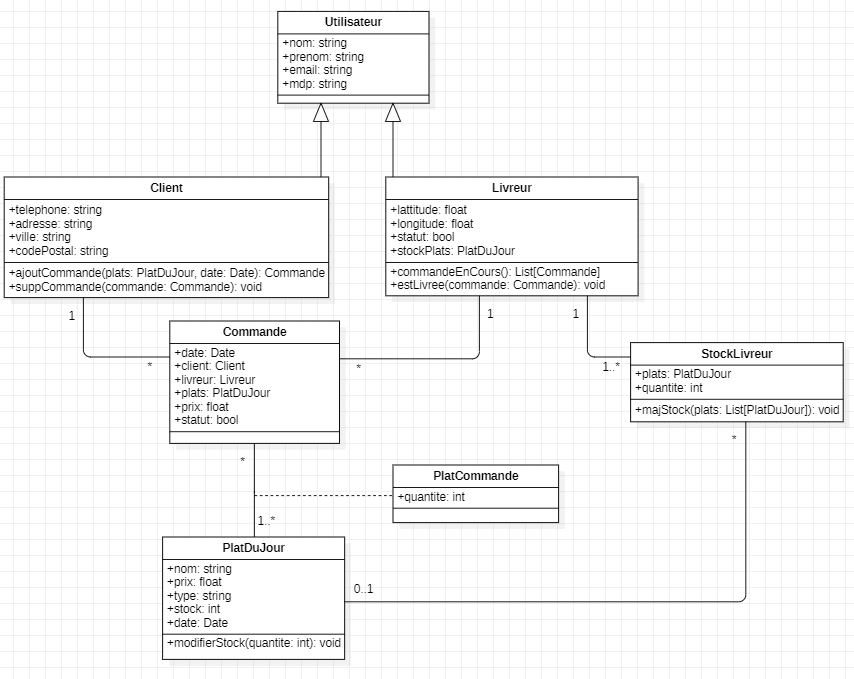 Utilisateur
+nom: string
+prenom: string
+email: string
+mdp: string
Client
+telephone: string
+adresse: string
+ville: string
+codePostal: string
+ajoutCommande(plats: PlatDuJour, date: Date): Commande
+suppCommande(commande: Commande): void
Livreur
+lattitude: float
+longitude: float
+statut: bool
+stockPlats: PlatDuJour
+commandeEnCours(): List[Commande]
+estLivree(commande: Commande): void
1
*
1
*
1
1..*
Commande
+date: Date
+client: Client
+livreur: Livreur
+plats: PlatDuJour
+prix: float
+statut: bool
StockLivreur
+plats: PlatDuJour
+quantite: int
+majStock(plats: List[PlatDuJour]): void
*
*
PlatCommande
+quantite: int
1..*
PlatDuJour
+nom: string
+prix: float
+type: string
+stock: int
+date: Date
+modifierStock(quantite: int): void
0..1